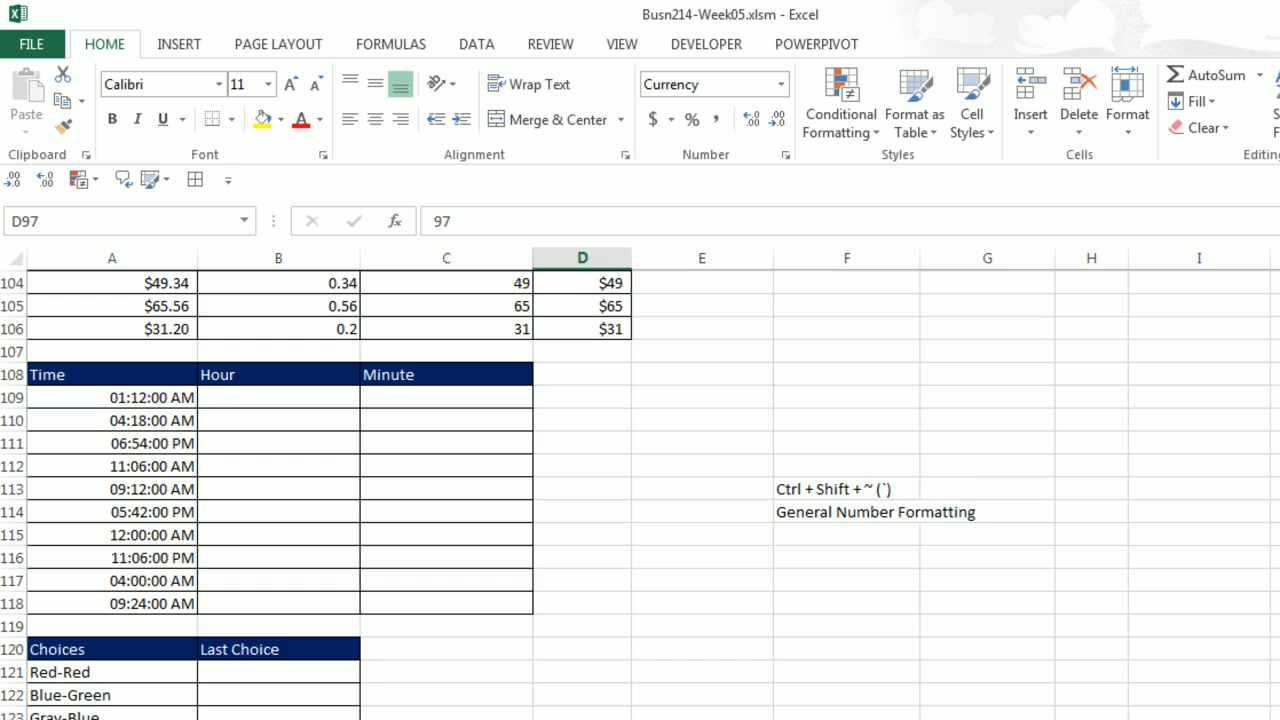 Busn214-Week05.xlsm - Excel
FILE HOME INSERT PAGE LAYOUT FORMULAS DATA REVIEW VIEW DEVELOPER POWERPIVOT
Calibri 11 Wrap Text Currency AutoSum
Paste Conditional Formatting Format as Table Cell Styles Insert Delete Format Fill
B I U A Merge & Center $ % , Clear
Clipboard Font Alignment Number Styles Cells Editing
D97 fx 97
A B C D E F G H I
104 $49.34 0.34 49 $49
105 $65.56 0.56 65 $65
106 $31.20 0.2 31 $31
107
108 Time Hour Minute
109 01:12:00 AM
110 04:18:00 AM
111 06:54:00 PM
112 11:06:00 AM
113 09:12:00 AM Ctrl + Shift + ~ (`)
114 05:42:00 PM General Number Formatting
115 12:00:00 AM
116 11:06:00 PM
117 04:00:00 AM
118 09:24:00 AM
119
120 Choices Last Choice
121 Red-Red
122 Blue-Green
123 Gray-Blue